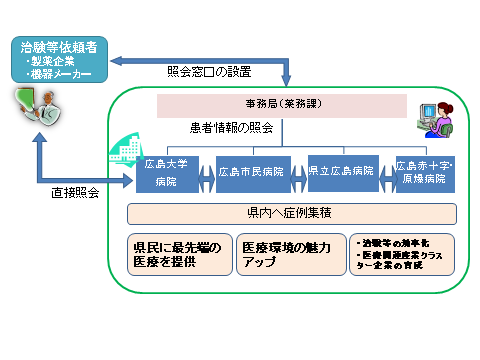 治験等依頼者
・製薬企業
・機器メーカー
照会窓口の設置
事務局(業務課)
患者情報の照会
広島大学
病院
広島市民病院
県立広島病院
広島赤十字・
原爆病院
直接照会
県内へ症例集積
県民に最先端の
医療を提供
医療環境の魅力
アップ
・治験等の効率化
・医療関連産業クラス
ター企業の育成